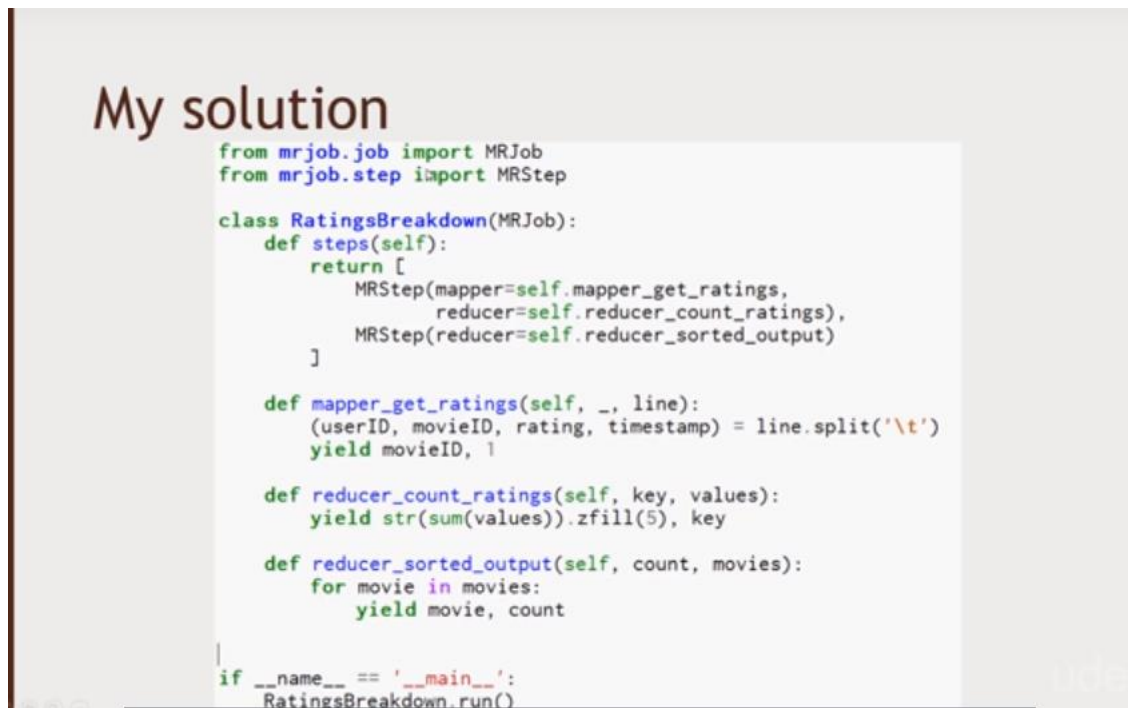 My solution
from mrjob.job import MRJob
from mrjob.step import MRStep
class RatingsBreakdown(MRJob):
    def steps(self):
        return [
            MRStep(mapper=self.mapper_get_ratings,
                   reducer=self.reducer_count_ratings),
            MRStep(reducer=self.reducer_sorted_output)
        ]
    def mapper_get_ratings(self, _, line):
        (userID, movieID, rating, timestamp) = line.split('\t')
        yield movieID, 1
    def reducer_count_ratings(self, key, values):
        yield str(sum(values)).zfill(5), key
    def reducer_sorted_output(self, count, movies):
        for movie in movies:
            yield movie, count
if __name__ == '__main__':
    RatingsBreakdown.run()